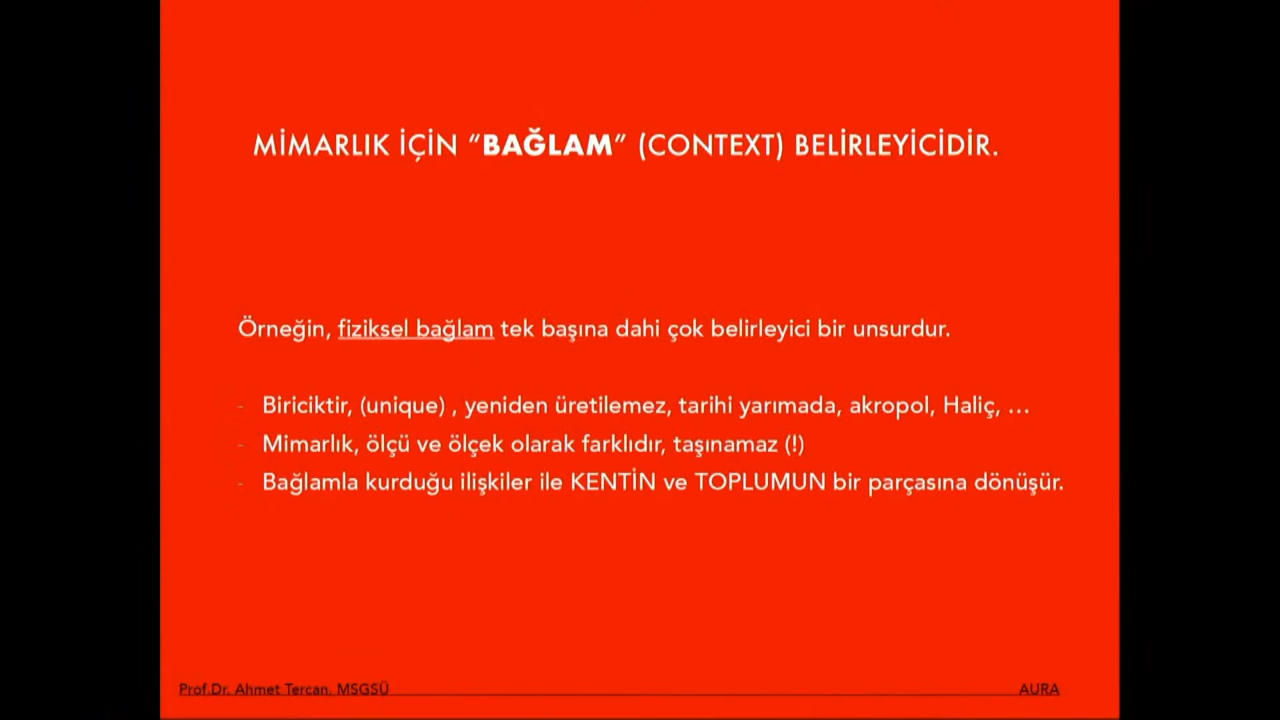 MİMARLIK İÇİN “BAĞLAM” (CONTEXT) BELİRLEYİCİDİR.
Örneğin, fiziksel bağlam tek başına dahi çok belirleyici bir unsurdur.
- Biriciktir, (unique) , yeniden üretilemez, tarihi yarımada, akropol, Haliç, …
- Mimarlık, ölçü ve ölçek olarak farklıdır, taşınamaz (!)
- Bağlamla kurduğu ilişkiler ile KENTİN ve TOPLUMUN bir parçasına dönüşür.
Prof.Dr. Ahmet Tercan, MSGSÜ AURA